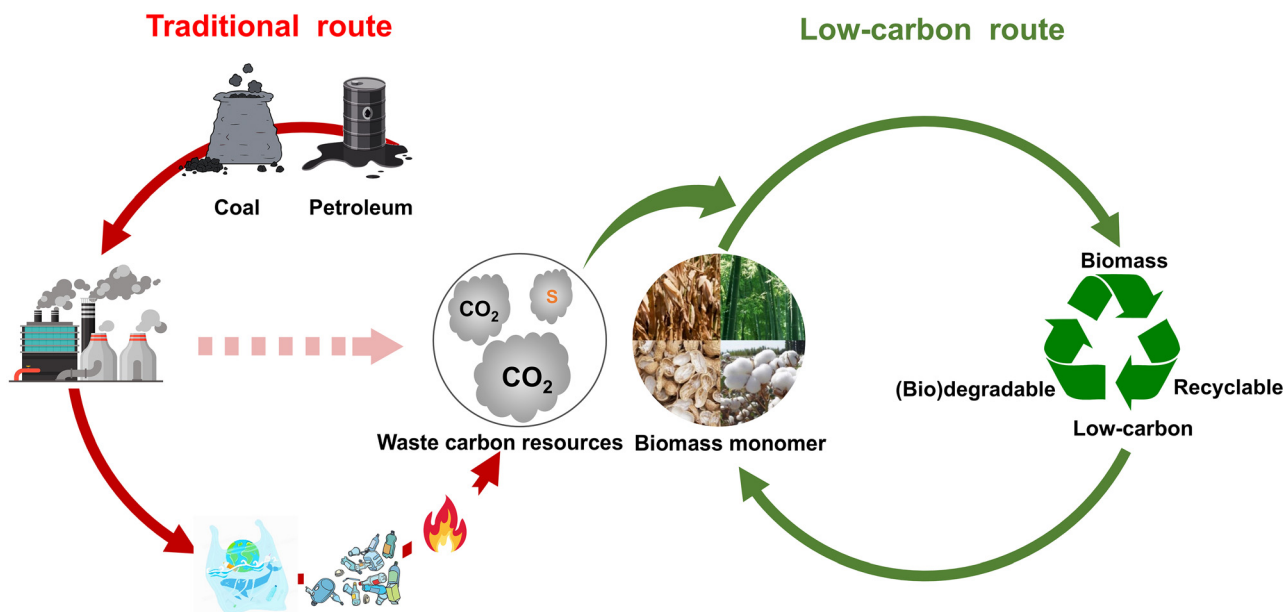 Traditional route
Low-carbon route
Coal
Petroleum
CO₂
S
CO₂
Waste carbon resources
Biomass monomer
Biomass
(Bio)degradable
Recyclable
Low-carbon